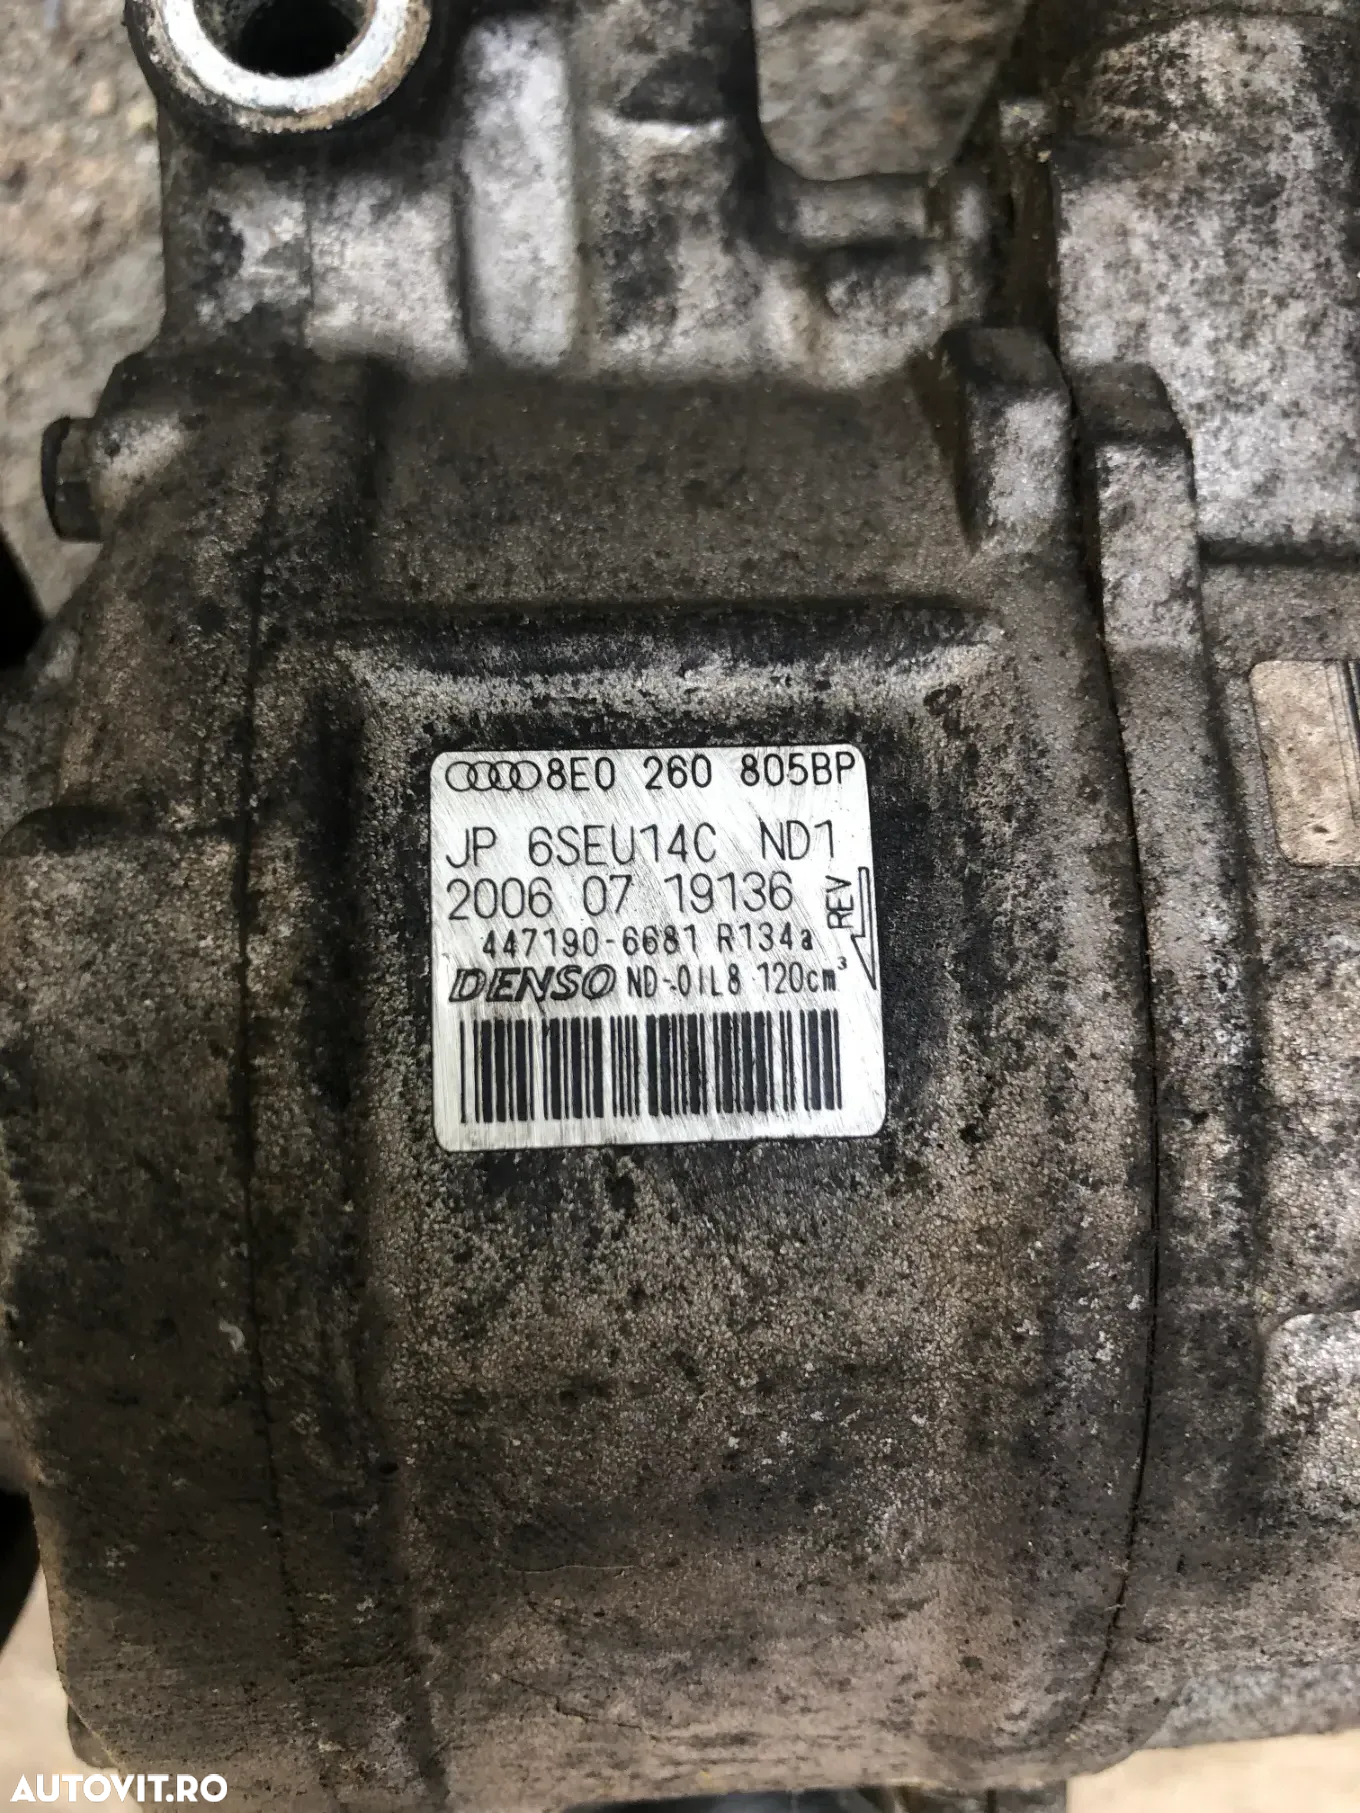 8E0 260 805BP
JP 6SEU14C ND1
2006 07 19136
REV
447190-6681 R134a
DENSO ND-OIL8 120cm³
AUTOVIT.RO